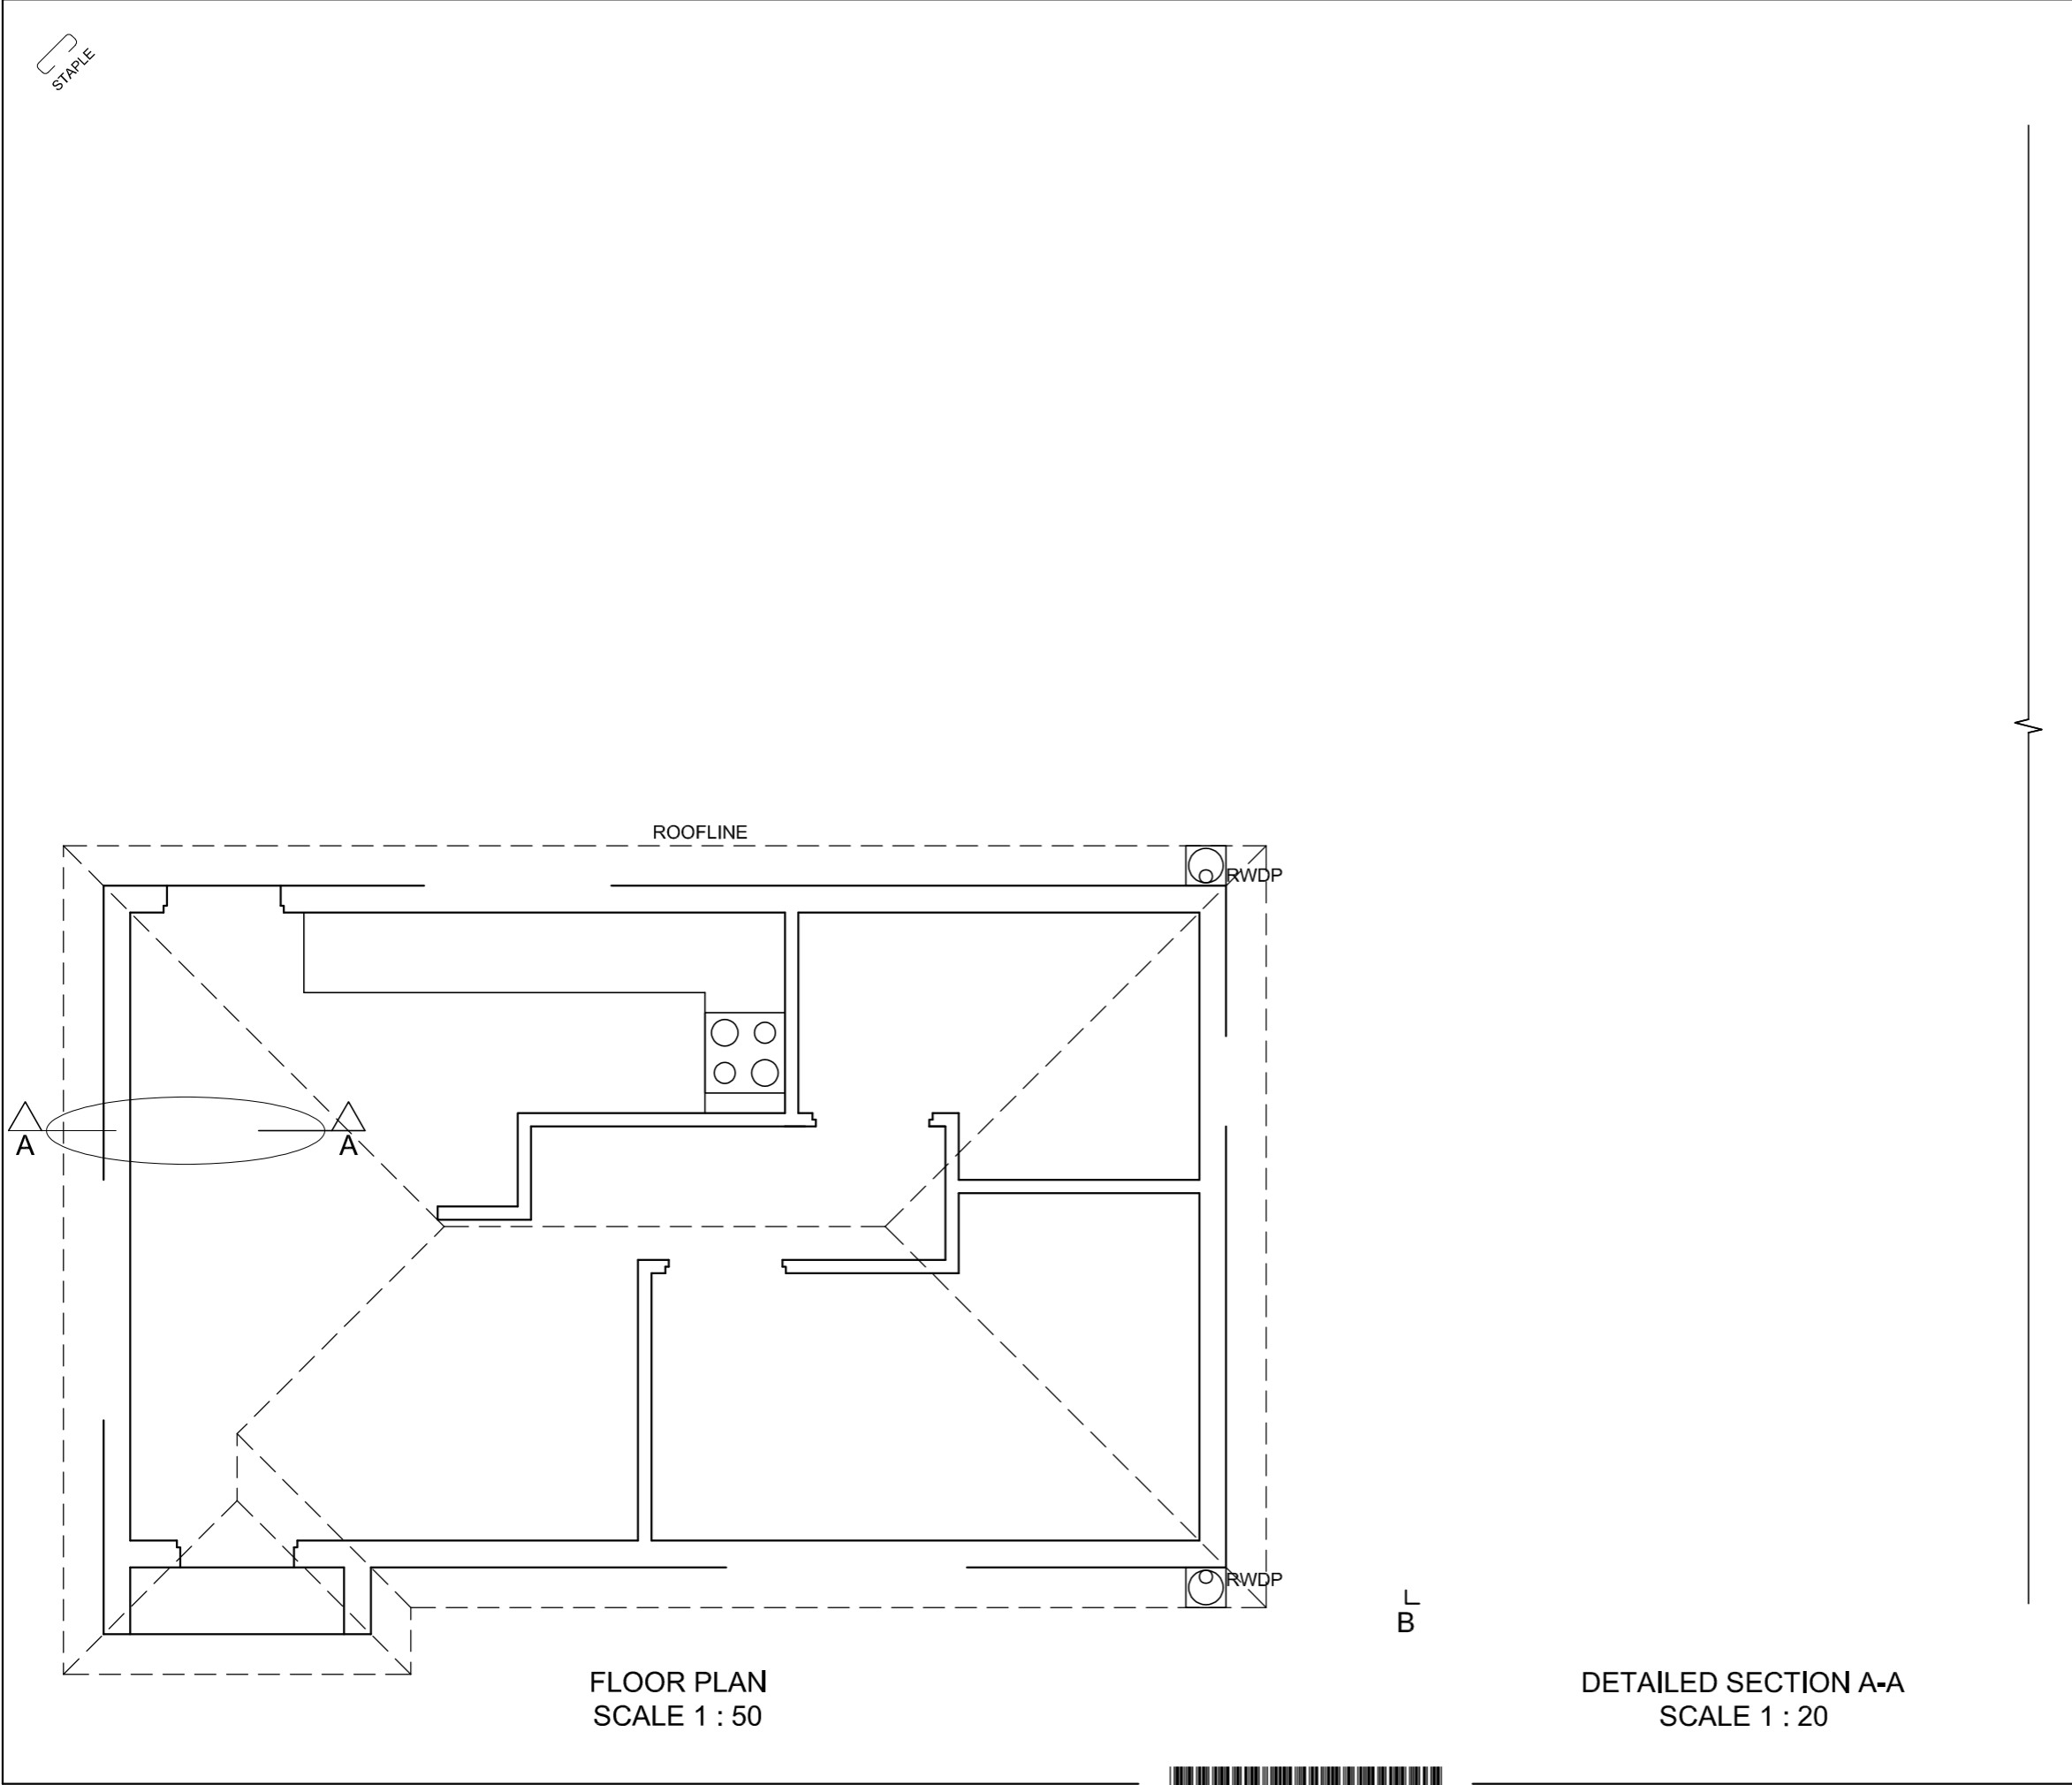 STAPLE
ROOFLINE
RWDP
A
A
RWDP
B
FLOOR PLAN
SCALE 1 : 50
DETAILED SECTION A-A
SCALE 1 : 20